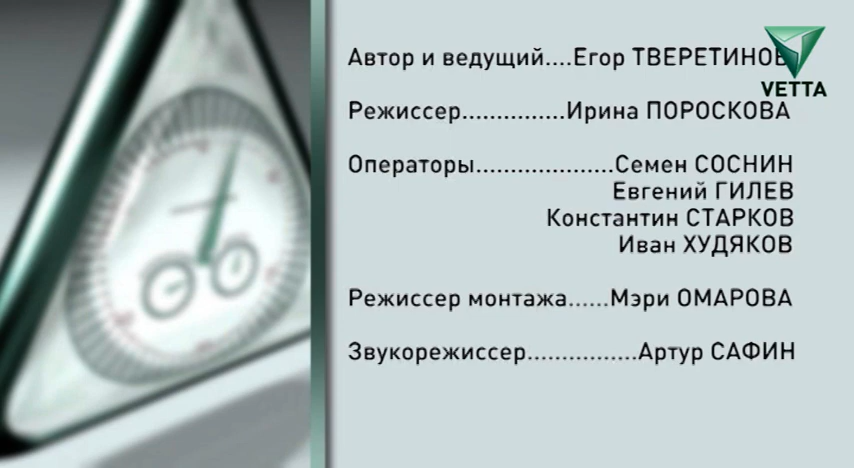 Автор и ведущий....Егор ТВЕРЕТИНОВ
VETTA
Режиссер...............Ирина ПОРОСКОВА
Операторы....................Семен СОСНИН
Евгений ГИЛЕВ
Константин СТАРКОВ
Иван ХУДЯКОВ
Режиссер монтажа......Мэри ОМАРОВА
Звукорежиссер................Артур САФИН